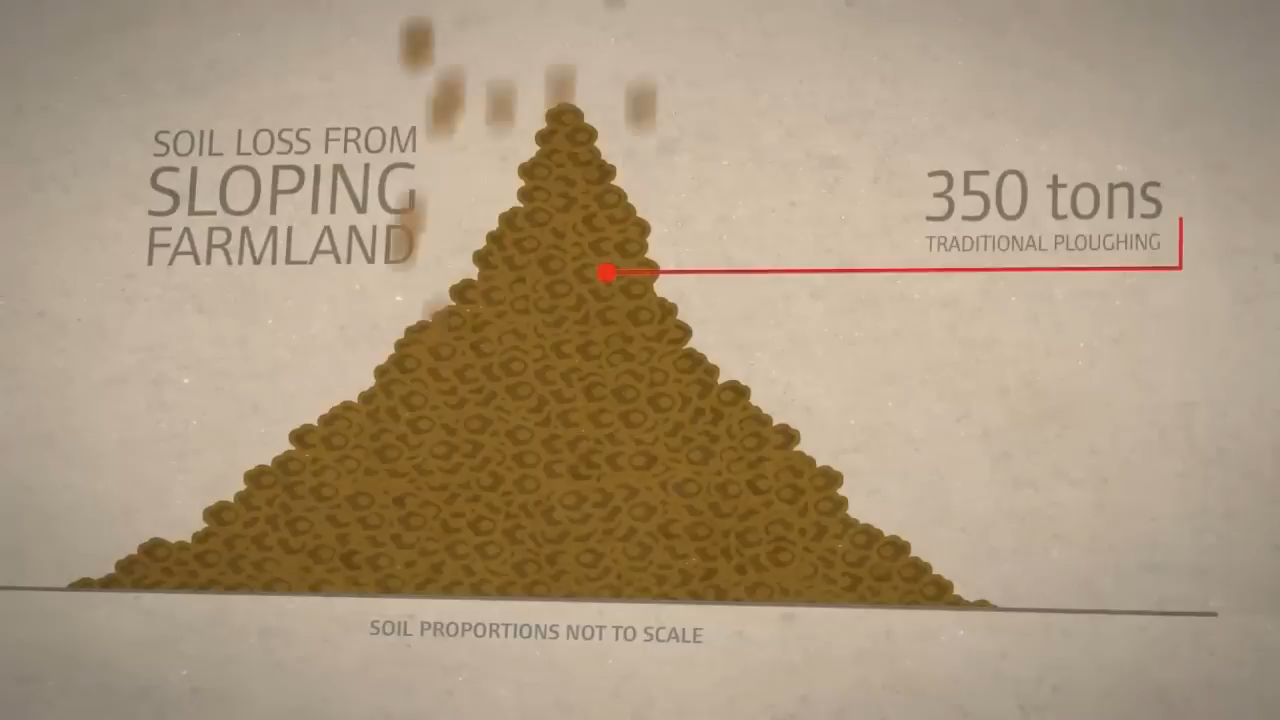 SOIL LOSS FROM
SLOPING
FARMLAND
350 tons
TRADITIONAL PLOUGHING
SOIL PROPORTIONS NOT TO SCALE